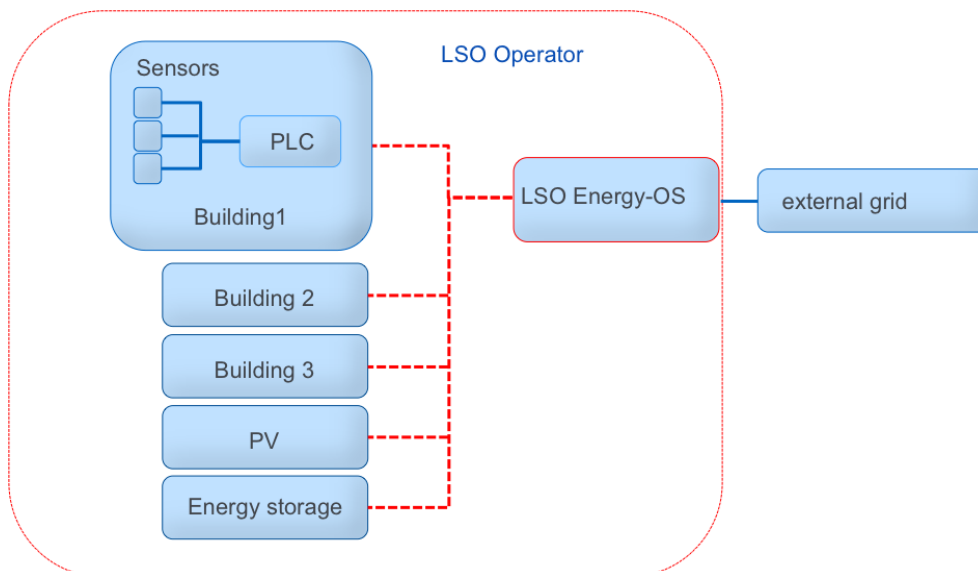 LSO Operator
Sensors
PLC
Building1
LSO Energy-OS
external grid
Building 2
Building 3
PV
Energy storage